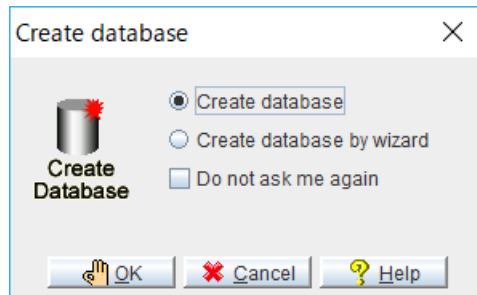 Create database
Create database
Create database by wizard
Do not ask me again
Create
Database
OK
Cancel
Help